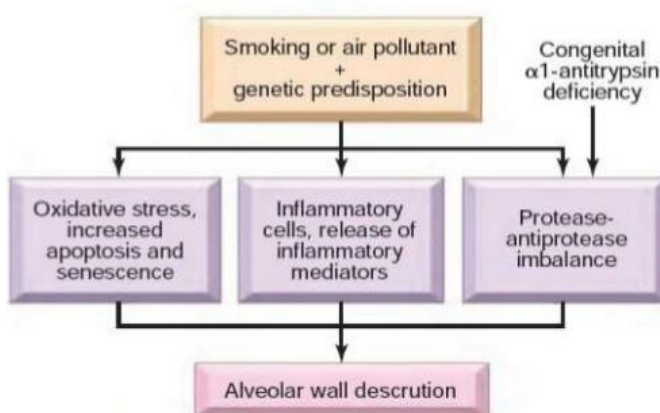 Smoking or air pollutant
+
genetic predisposition
Congenital
α1-antitrypsin
deficiency
Oxidative stress,
increased
apoptosis and
senescence
Inflammatory
cells, release of
inflammatory
mediators
Protease-
antiprotease
imbalance
Alveolar wall descrution